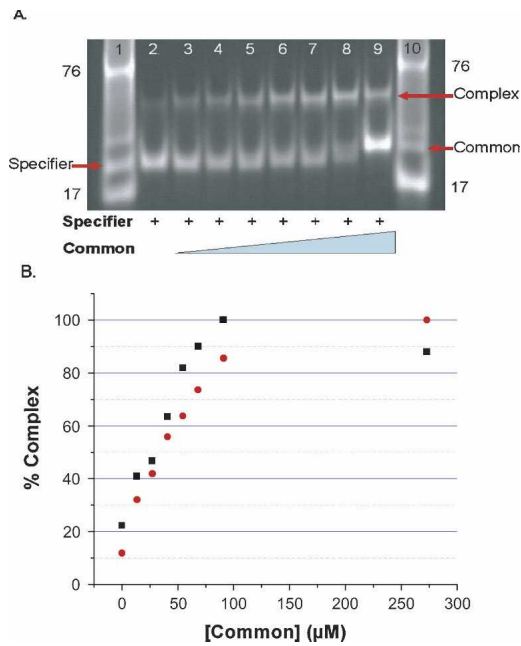 A.
1 2 3 4 5 6 7 8 9 10
76 76
Complex
Common
Specifier
17 17
Specifier + + + + + + + +
Common
B.
% Complex
100
80
60
40
20
0
0 50 100 150 200 250 300
[Common] (µM)